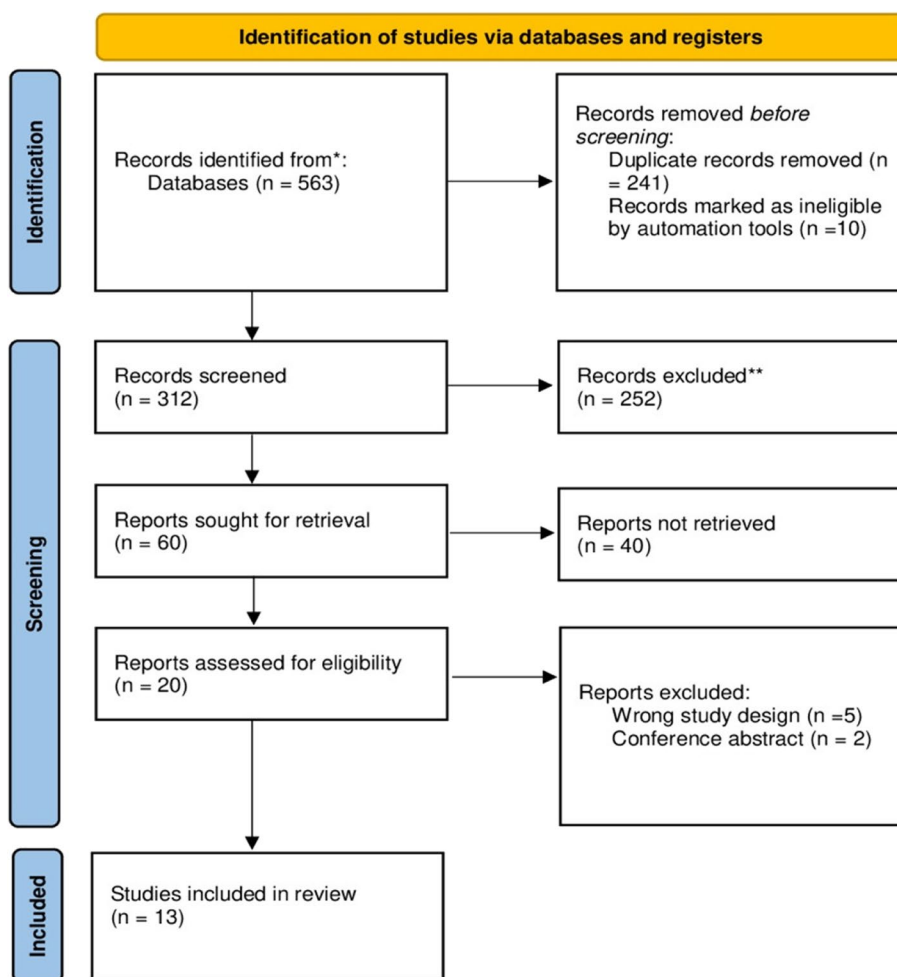 Identification of studies via databases and registers
Identification
Records identified from*:
Databases (n = 563)
Records removed before
screening:
Duplicate records removed (n
= 241)
Records marked as ineligible
by automation tools (n =10)
Screening
Records screened
(n = 312)
Records excluded**
(n = 252)
Reports sought for retrieval
(n = 60)
Reports not retrieved
(n = 40)
Reports assessed for eligibility
(n = 20)
Reports excluded:
Wrong study design (n =5)
Conference abstract (n = 2)
Included
Studies included in review
(n = 13)